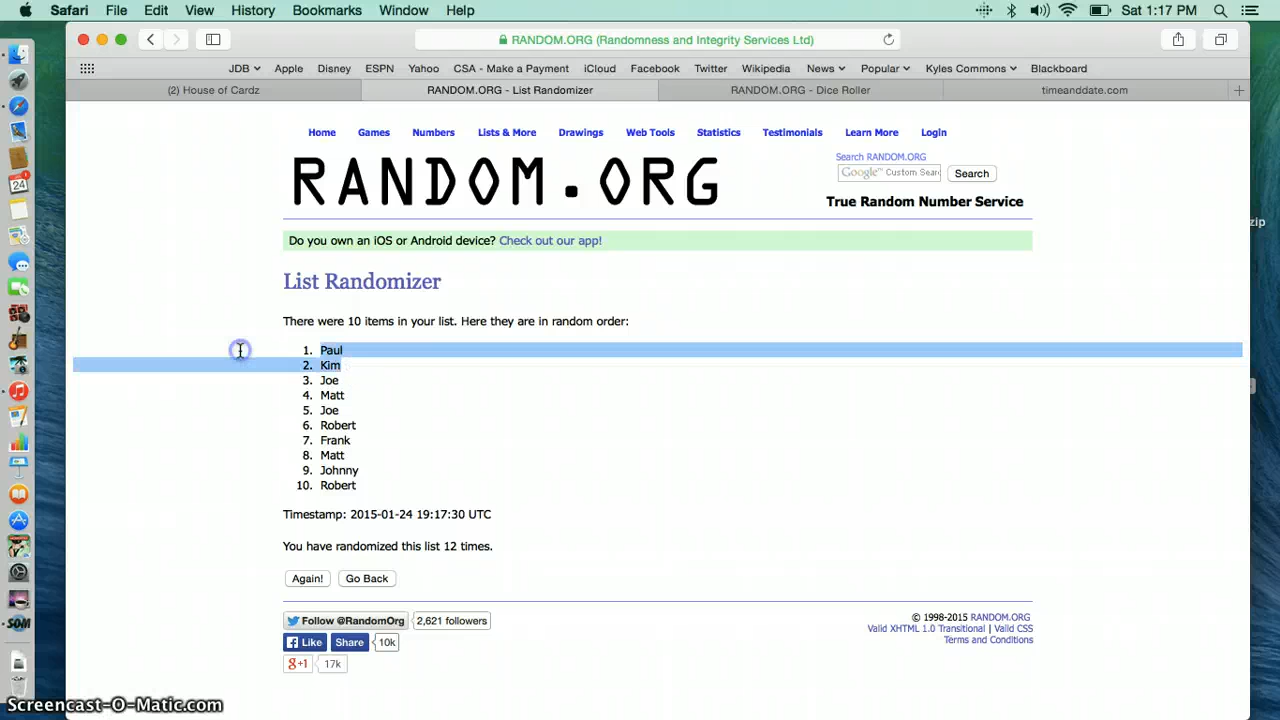 Safari File Edit View History Bookmarks Window Help Sat 1:17 PM
RANDOM.ORG (Randomness and Integrity Services Ltd)
JDB Apple Disney ESPN Yahoo CSA - Make a Payment iCloud Facebook Twitter Wikipedia News Popular Kyles Commons Blackboard
(2) House of Cardz RANDOM.ORG - List Randomizer RANDOM.ORG - Dice Roller timeanddate.com
Home Games Numbers Lists & More Drawings Web Tools Statistics Testimonials Learn More Login
RANDOM.ORG
Search RANDOM.ORG
Google™ Custom Sear Search
True Random Number Service
24
zip
Do you own an iOS or Android device? Check out our app!
List Randomizer
There were 10 items in your list. Here they are in random order:
1. Paul
2. Kim
3. Joe
4. Matt
5. Joe
6. Robert
7. Frank
8. Matt
9. Johnny
10. Robert
Timestamp: 2015-01-24 19:17:30 UTC
You have randomized this list 12 times.
Again! Go Back
Follow @RandomOrg 2,621 followers
Like Share 10k
g+1 17k
© 1998-2015 RANDOM.ORG
Valid XHTML 1.0 Transitional | Valid CSS
Terms and Conditions
SOM
Screencast-O-Matic.com